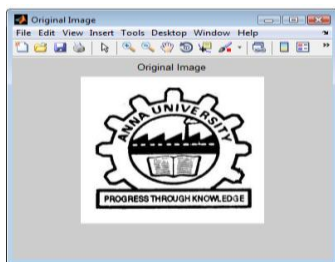 Original Image
File Edit View Insert Tools Desktop Window Help
Original Image
ANNA UNIVERSITY
PROGRESS THROUGH KNOWLEDGE